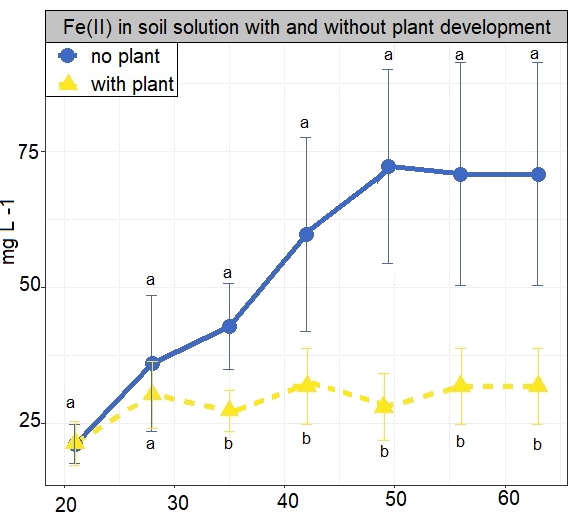 Fe(II) in soil solution with and without plant development
no plant
with plant
a
a
a
a
a
a
a
75
50
25
mg L -1
a
b
b
b
b
b
20
30
40
50
60